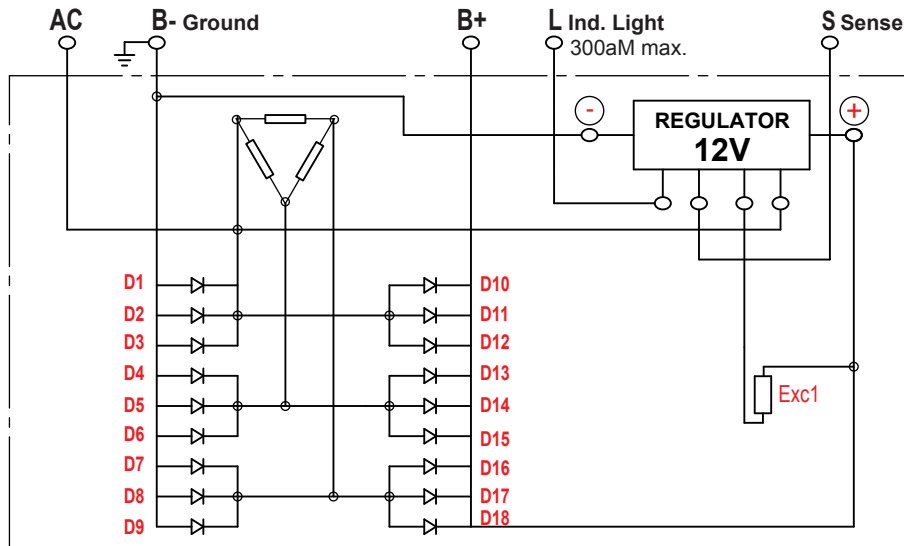 AC B- Ground B+ L Ind. Light S Sense
300aM max.
- REGULATOR +
12V
D1 D10
D2 D11
D3 D12
D4 D13
D5 D14
D6 D15
D7 D16
D8 D17
D9 D18
Exc1